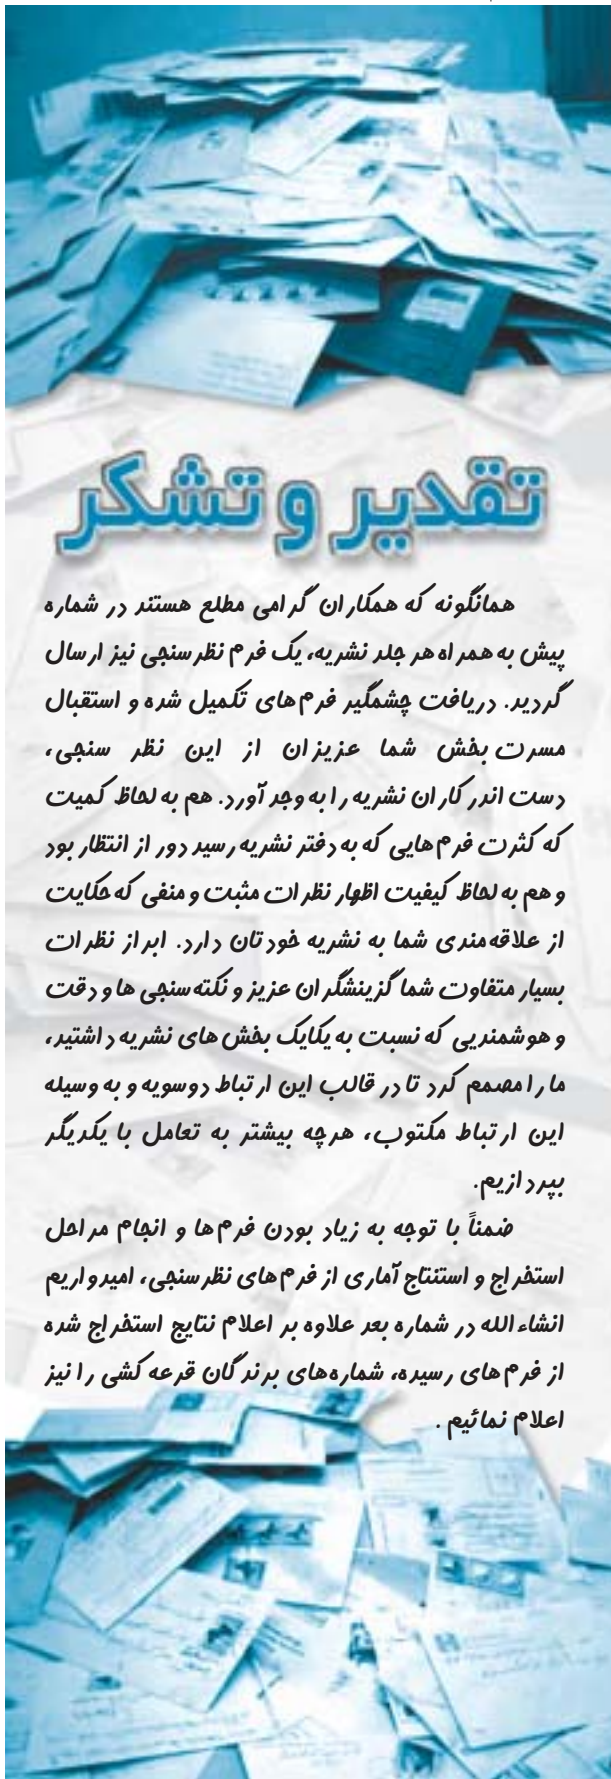 تقدیر و تشکر
همانگونه که همکاران گرامی مطلع هستند در شماره
پیش به همراه هر جلد نشریه، یک فرم نظرسنجی نیز ارسال
گردید. دریافت چشمگیر فرم‌های تکمیل شده و استقبال
مسرت بخش شما عزیزان از این نظر سنجی،
دست اندرکاران نشریه را به وجد آورد. هم به لحاظ کمیت
که کثرت فرم‌هایی که به دفتر نشریه رسید دور از انتظار بود
و هم به لحاظ کیفیت اظهار نظرات مثبت و منفی که حکایت
از علاقه‌مندی شما به نشریه خودتان دارد. ابراز نظرات
بسیار متفاوت شما گزینشگران عزیز و نکته سنجی ها و دقت
و هوشمندیی که نسبت به یکایک بخش های نشریه داشتید،
ما را مصمم کرد تا در قالب این ارتباط دوسویه و به وسیله
این ارتباط مکتوب، هرچه بیشتر به تعامل با یکدیگر
بپردازیم.
ضمناً با توجه به زیاد بودن فرم‌ها و انجام مراحل
استخراج و استنتاج آماری از فرم‌های نظرسنجی، امیدواریم
انشاءالله در شماره بعد علاوه بر اعلام نتایج استخراج شده
از فرم‌های رسیده، شماره‌های برندگان قرعه کشی را نیز
اعلام نمائیم .